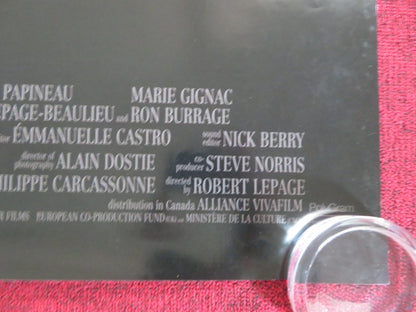 PAPINEAU MARIE GIGNAC
PAGE-BEAULIEU and RON BURRAGE
ÉMMANUELLE CASTRO sound editor NICK BERRY
director of photography ALAIN DOSTIE co-producer STEVE NORRIS
HILIPPE CARCASSONNE directed by ROBERT LEPAGE
distribution in Canada ALLIANCE VIVAFILM PolyGram
FILMS EUROPEAN CO-PRODUCTION FUND (UK) MINISTÈRE DE LA CULTURE